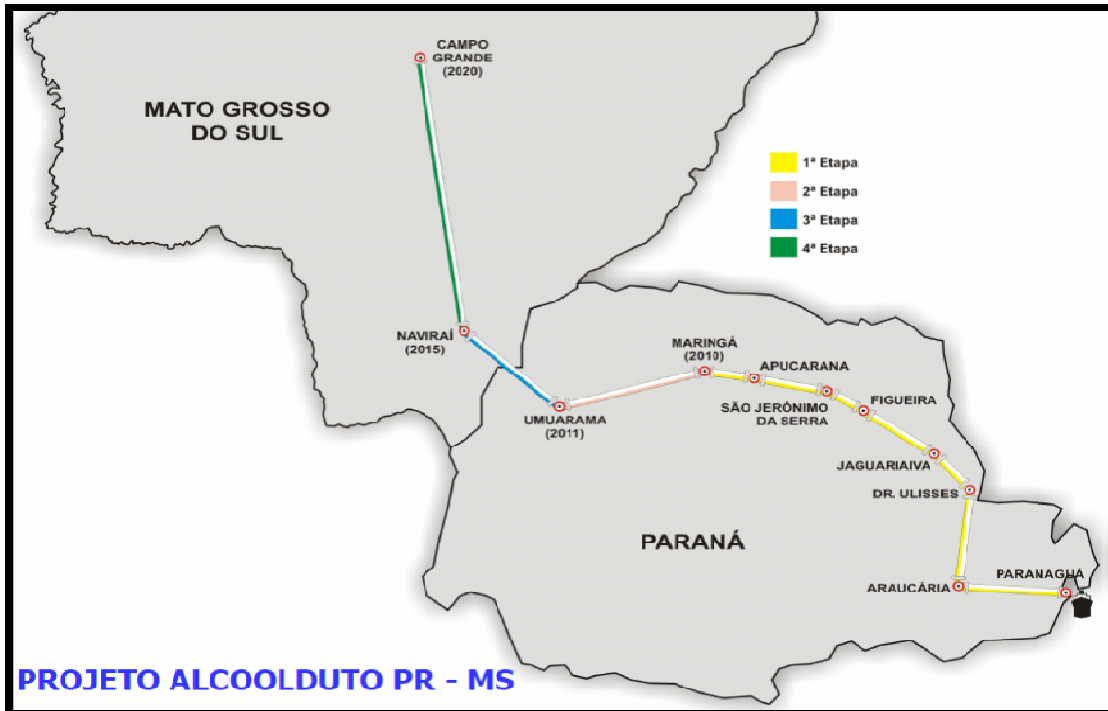 CAMPO
GRANDE
(2020)
MATO GROSSO
DO SUL
1ª Etapa
2ª Etapa
3ª Etapa
4ª Etapa
NAVIRAÍ
(2015)
MARINGÁ
(2010)
APUCARANA
UMUARAMA
(2011)
SÃO JERÔNIMO
DA SERRA
FIGUEIRA
JAGUARIAIVA
DR. ULISSES
PARANÁ
ARAUCÁRIA
PARANAGUÁ
PROJETO ALCOOLDUTO PR - MS